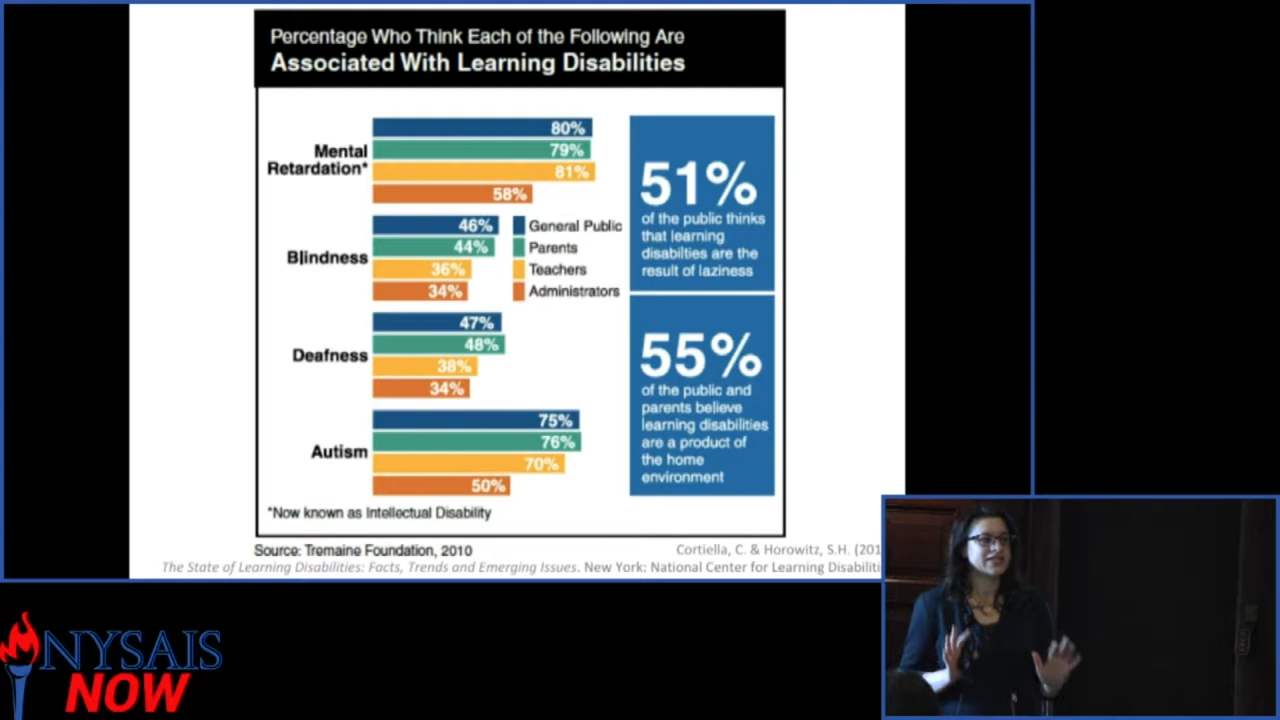 Percentage Who Think Each of the Following Are
Associated With Learning Disabilities
Mental
Retardation*
80%
79%
81%
58%
Blindness
46%
44%
36%
34%
General Public
Parents
Teachers
Administrators
Deafness
47%
48%
38%
34%
Autism
75%
76%
70%
50%
*Now known as Intellectual Disability
51%
of the public thinks
that learning
disabilties are the
result of laziness
55%
of the public and
parents believe
learning disabilities
are a product of
the home
environment
Source: Tremaine Foundation, 2010
Cortiella, C. & Horowitz, S.H. (201
The State of Learning Disabilities: Facts, Trends and Emerging Issues. New York: National Center for Learning Disabiliti
NYSAIS
NOW